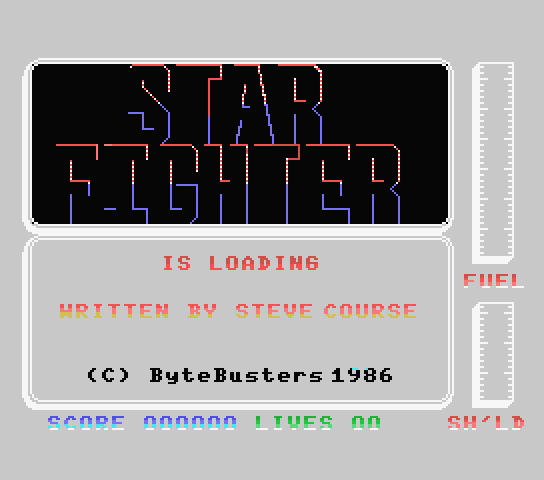 STAR
FIGHTER
IS LOADING
FUEL
WRITTEN BY STEVE COURSE
(C) ByteBusters 1986
SCORE 000000 LIVES 00
SH'LD